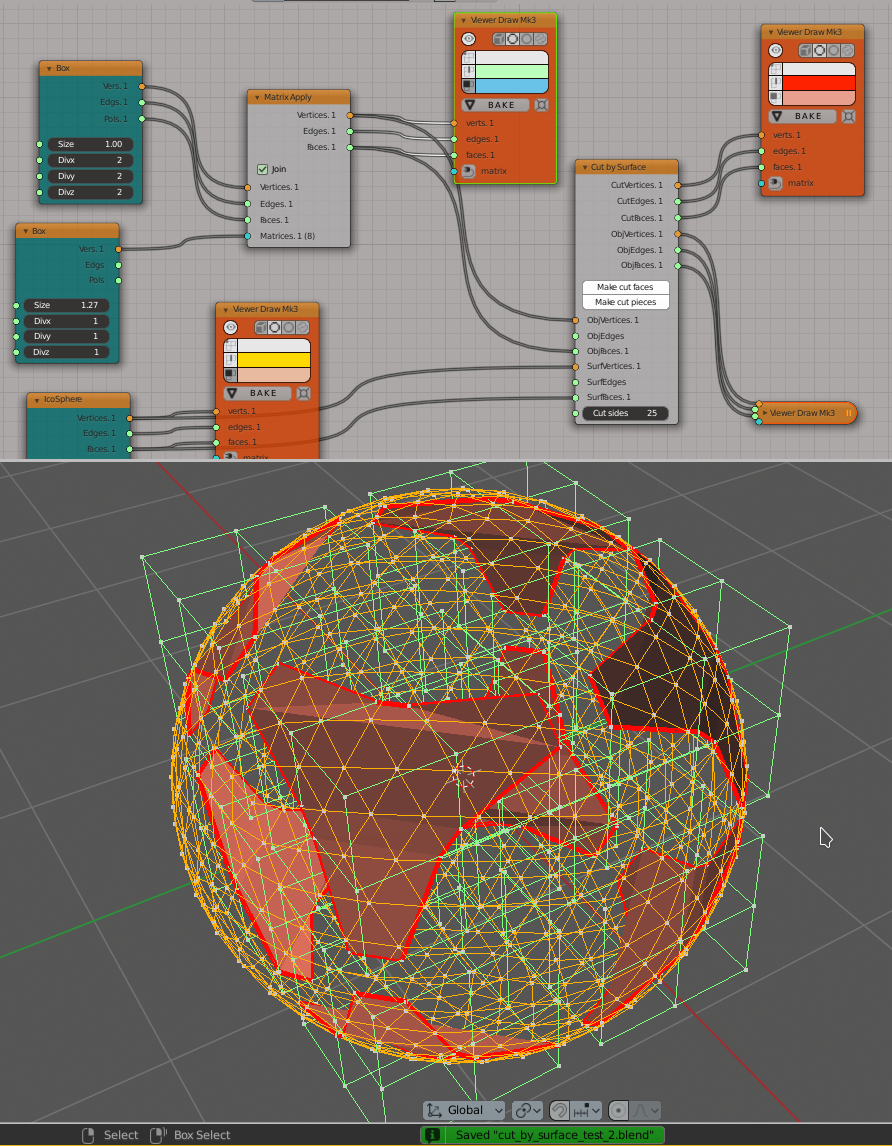 Box
Vers. 1
Edgs. 1
Pols. 1
Size 1.00
Divx 2
Divy 2
Divz 2
Box
Vers. 1
Edgs
Pols
Size 1.27
Divx 1
Divy 1
Divz 1
IcoSphere
Vertices. 1
Edges. 1
Faces. 1
Matrix Apply
Vertices. 1
Edges. 1
Faces. 1
Join
Vertices. 1
Edges. 1
Faces. 1
Matrices. 1 (8)
Viewer Draw Mk3
BAKE
verts. 1
edges. 1
faces. 1
matrix
Viewer Draw Mk3
BAKE
verts. 1
edges. 1
faces. 1
matrix
Cut by Surface
CutVertices. 1
CutEdges. 1
CutFaces. 1
ObjVertices. 1
ObjEdges. 1
ObjFaces. 1
Make cut faces
Make cut pieces
ObjVertices. 1
ObjEdges
ObjFaces. 1
SurfVertices. 1
SurfEdges
SurfFaces. 1
Cut sides 25
Viewer Draw Mk3
BAKE
verts. 1
edges. 1
faces. 1
matrix
Viewer Draw Mk3
Global
Select
Box Select
Saved "cut_by_surface_test_2.blend"